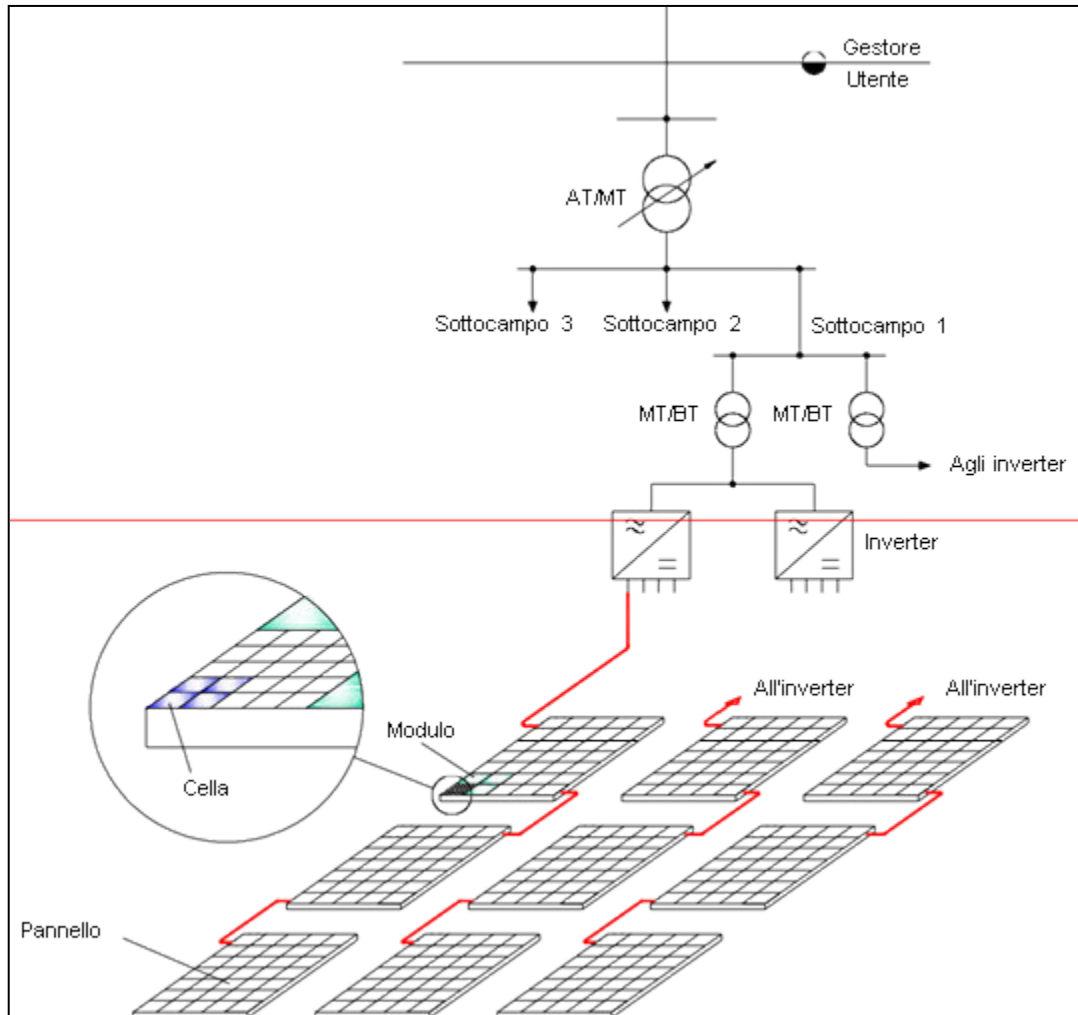 Gestore
Utente
AT/MT
Sottocampo 3
Sottocampo 2
Sottocampo 1
MT/BT
MT/BT
Agli inverter
Inverter
All'inverter
All'inverter
Modulo
Cella
Pannello